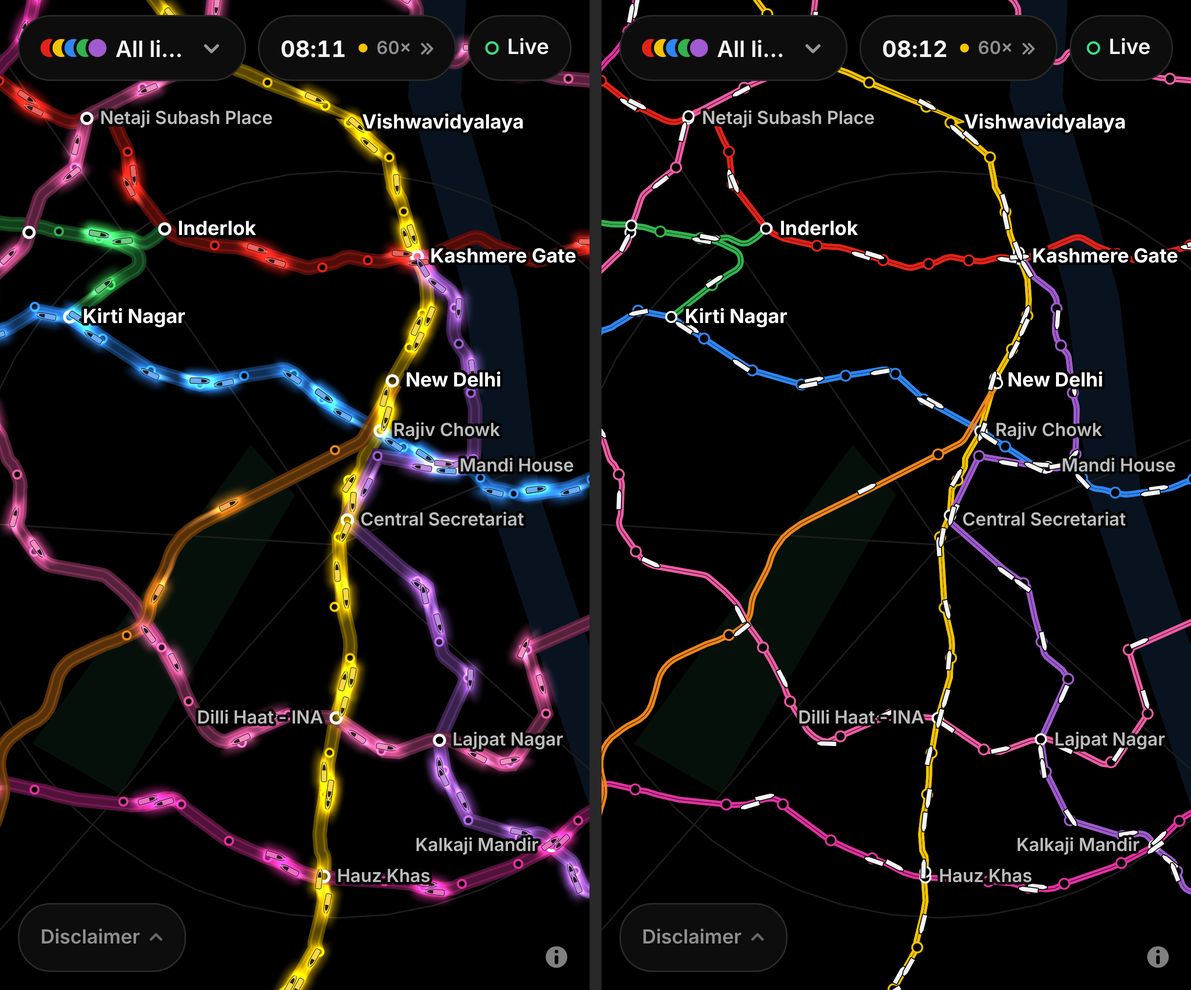 All li... 08:11 60× » Live
Netaji Subash Place
Vishwavidyalaya
Inderlok
Kashmere Gate
Kirti Nagar
New Delhi
Rajiv Chowk
Mandi House
Central Secretariat
Dilli Haat - INA
Lajpat Nagar
Kalkaji Mandir
Hauz Khas
Disclaimer
All li... 08:12 60× » Live
Netaji Subash Place
Vishwavidyalaya
Inderlok
Kashmere Gate
Kirti Nagar
New Delhi
Rajiv Chowk
Mandi House
Central Secretariat
Dilli Haat - INA
Lajpat Nagar
Kalkaji Mandir
Hauz Khas
Disclaimer